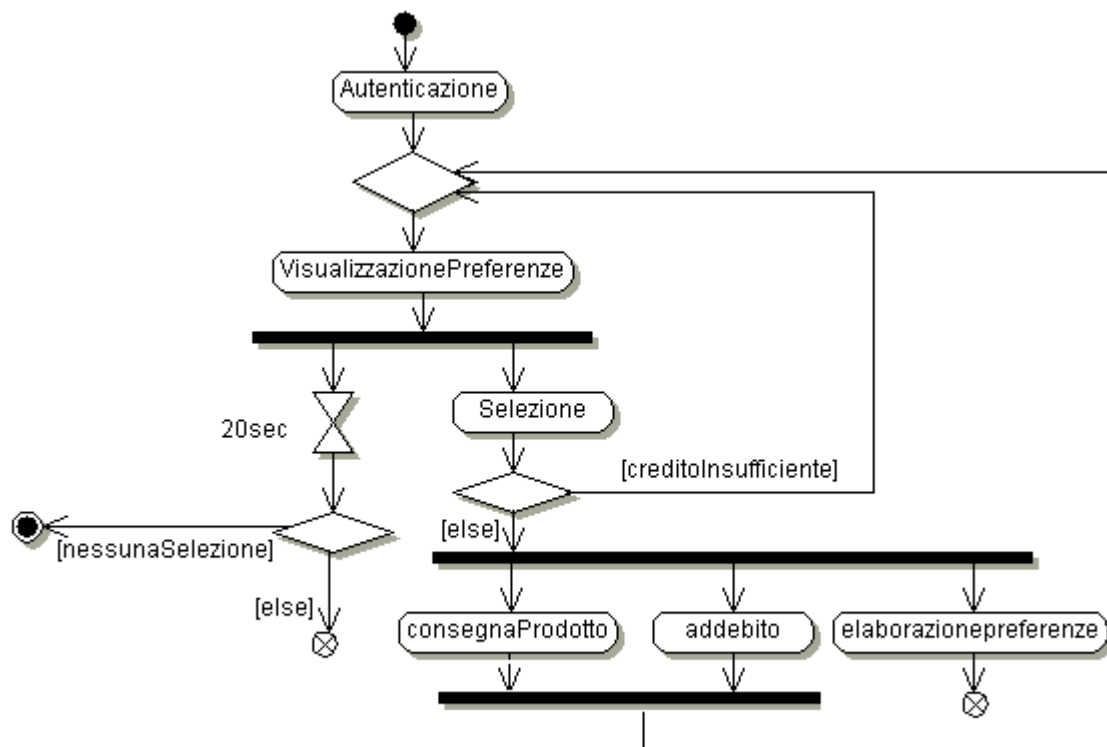 Autenticazione
VisualizzazionePreferenze
20sec
Selezione
[creditoInsufficiente]
[nessunaSelezione]
[else]
[else]
consegnaProdotto
addebito
elaborazionepreferenze